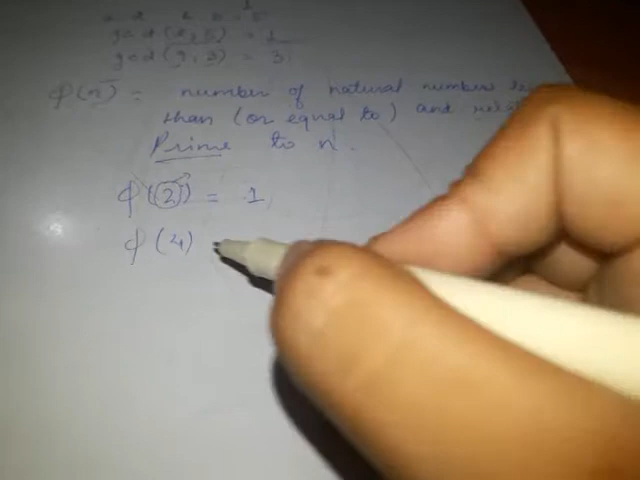 gcd(2,5) = 1
gcd(9,3) = 3
φ(n) = number of natural number
than (or equal to) and
Prime to n.
φ(2) = 1
φ(4)